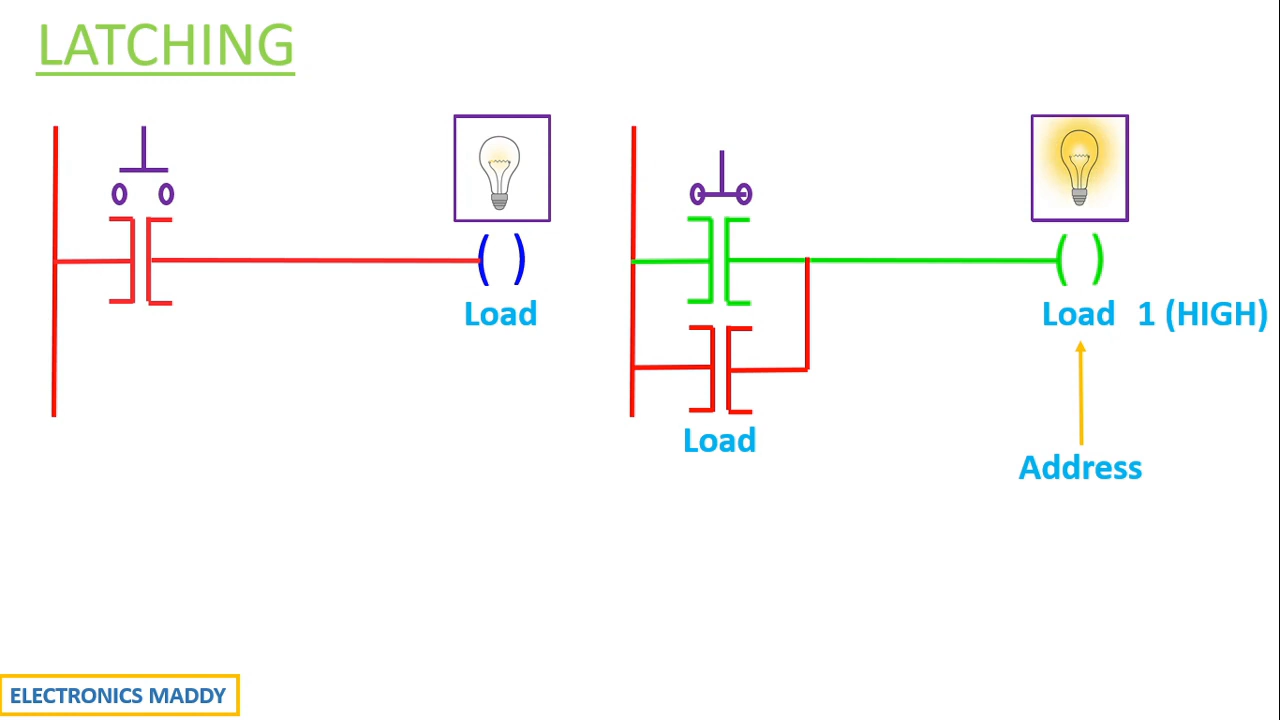 LATCHING
Load
Load 1 (HIGH)
Load
Address
ELECTRONICS MADDY